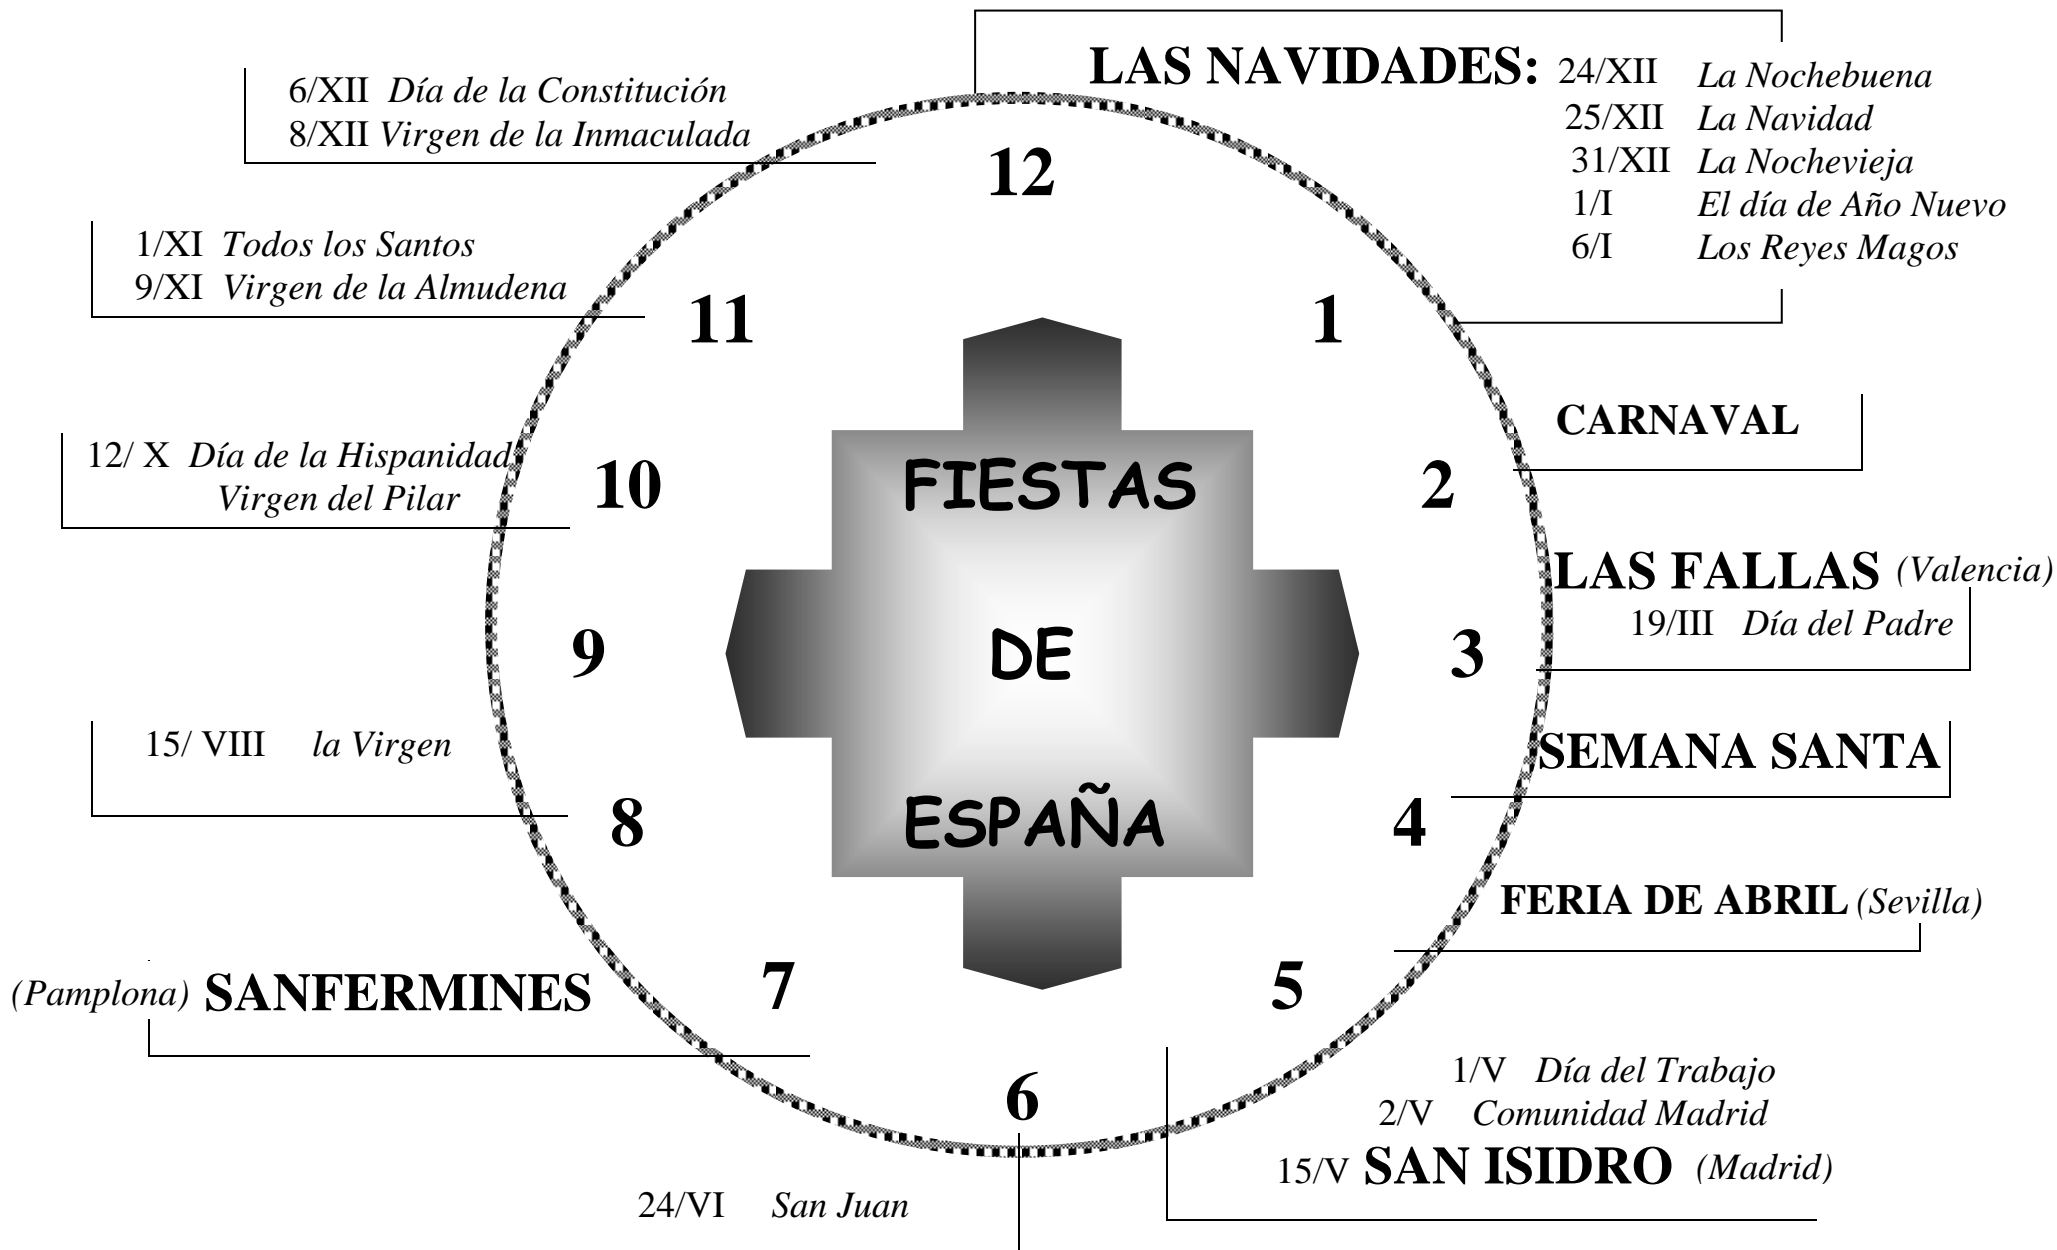 LAS NAVIDADES:
24/XII La Nochebuena
25/XII La Navidad
31/XII La Nochevieja
1/I El día de Año Nuevo
6/I Los Reyes Magos
6/XII Día de la Constitución
8/XII Virgen de la Inmaculada
12
1/XI Todos los Santos
9/XI Virgen de la Almudena
11
1
CARNAVAL
12/ X Día de la Hispanidad
Virgen del Pilar
10
2
FIESTAS
DE
ESPAÑA
LAS FALLAS (Valencia)
19/III Día del Padre
9
3
15/ VIII la Virgen
SEMANA SANTA
8
4
FERIA DE ABRIL (Sevilla)
(Pamplona) SANFERMINES
7
5
6
1/V Día del Trabajo
2/V Comunidad Madrid
15/V SAN ISIDRO (Madrid)
24/VI San Juan